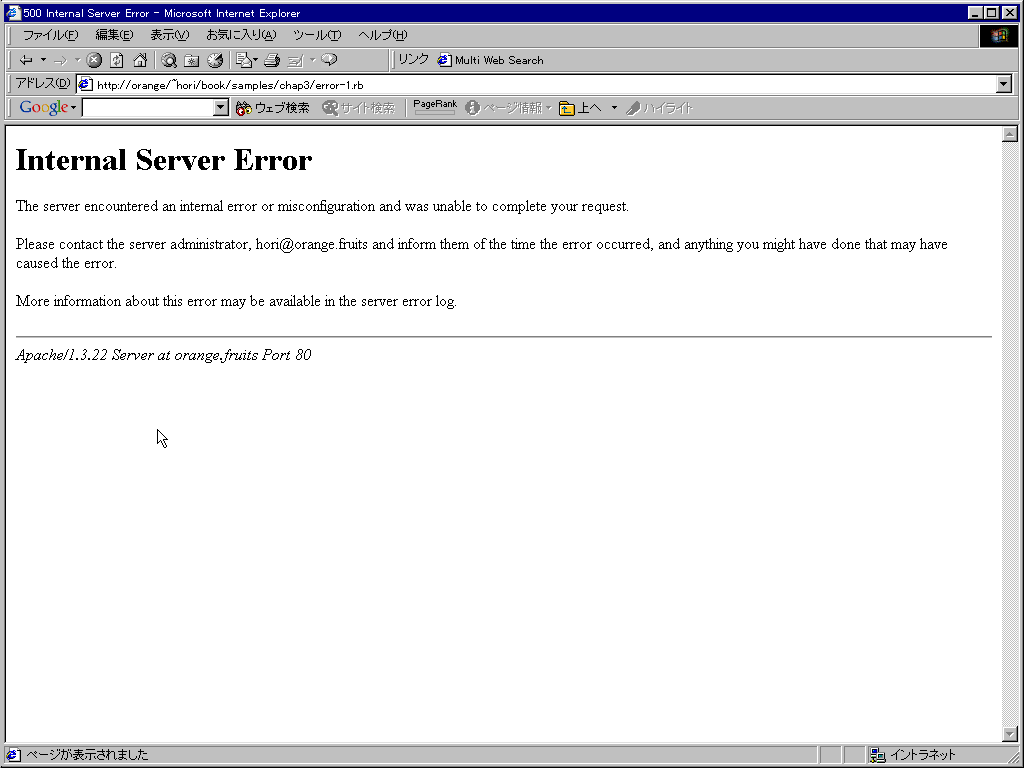 500 Internal Server Error - Microsoft Internet Explorer
ファイル(F) 編集(E) 表示(V) お気に入り(A) ツール(T) ヘルプ(H)
リンク Multi Web Search
アドレス(D) http://orange/~hori/book/samples/chap3/error-1.rb
Google ウェブ検索 サイト検索 PageRank ページ情報 上へ ハイライト
Internal Server Error
The server encountered an internal error or misconfiguration and was unable to complete your request.
Please contact the server administrator, hori@orange.fruits and inform them of the time the error occurred, and anything you might have done that may have
caused the error.
More information about this error may be available in the server error log.
Apache/1.3.22 Server at orange.fruits Port 80
ページが表示されました イントラネット